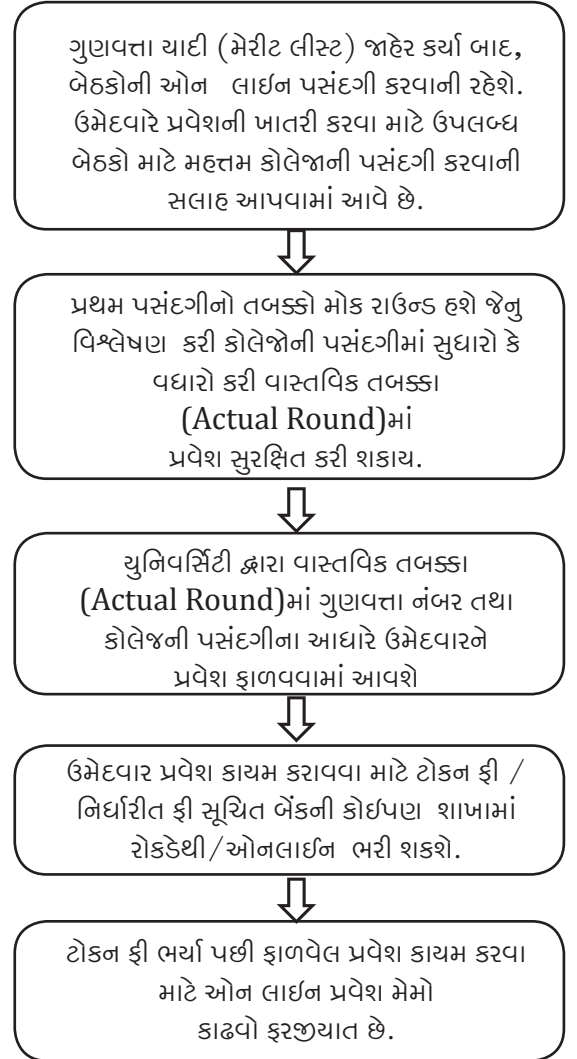 ગુણવત્તા યાદી (મેરીટ લીસ્ટ) જાહેર કર્યા બાદ,
બેઠકોની ઓન લાઈન પસંદગી કરવાની રહેશે.
ઉમેદવારે પ્રવેશની ખાતરી કરવા માટે ઉપલબ્ધ
બેઠકો માટે મહત્તમ કોલેજાની પસંદગી કરવાની
સલાહ આપવામાં આવે છે.
પ્રથમ પસંદગીનો તબક્કો મોક રાઉન્ડ હશે જેનુ
વિશ્લેષણ કરી કોલેજોની પસંદગીમાં સુધારો કે
વધારો કરી વાસ્તવિક તબક્કા
(Actual Round)માં
પ્રવેશ સુરક્ષિત કરી શકાય.
યુનિવર્સિટી દ્વારા વાસ્તવિક તબક્કા
(Actual Round)માં ગુણવત્તા નંબર તથા
કોલેજની પસંદગીના આધારે ઉમેદવારને
પ્રવેશ ફાળવવામાં આવશે
ઉમેદવાર પ્રવેશ કાયમ કરાવવા માટે ટોકન ફી /
નિર્ધારીત ફી સૂચિત બેંકની કોઈપણ શાખામાં
રોકડેથી/ઓનલાઈન ભરી શકશે.
ટોકન ફી ભર્યા પછી ફાળવેલ પ્રવેશ કાયમ કરવા
માટે ઓન લાઈન પ્રવેશ મેમો
કાઢવો ફરજીયાત છે.